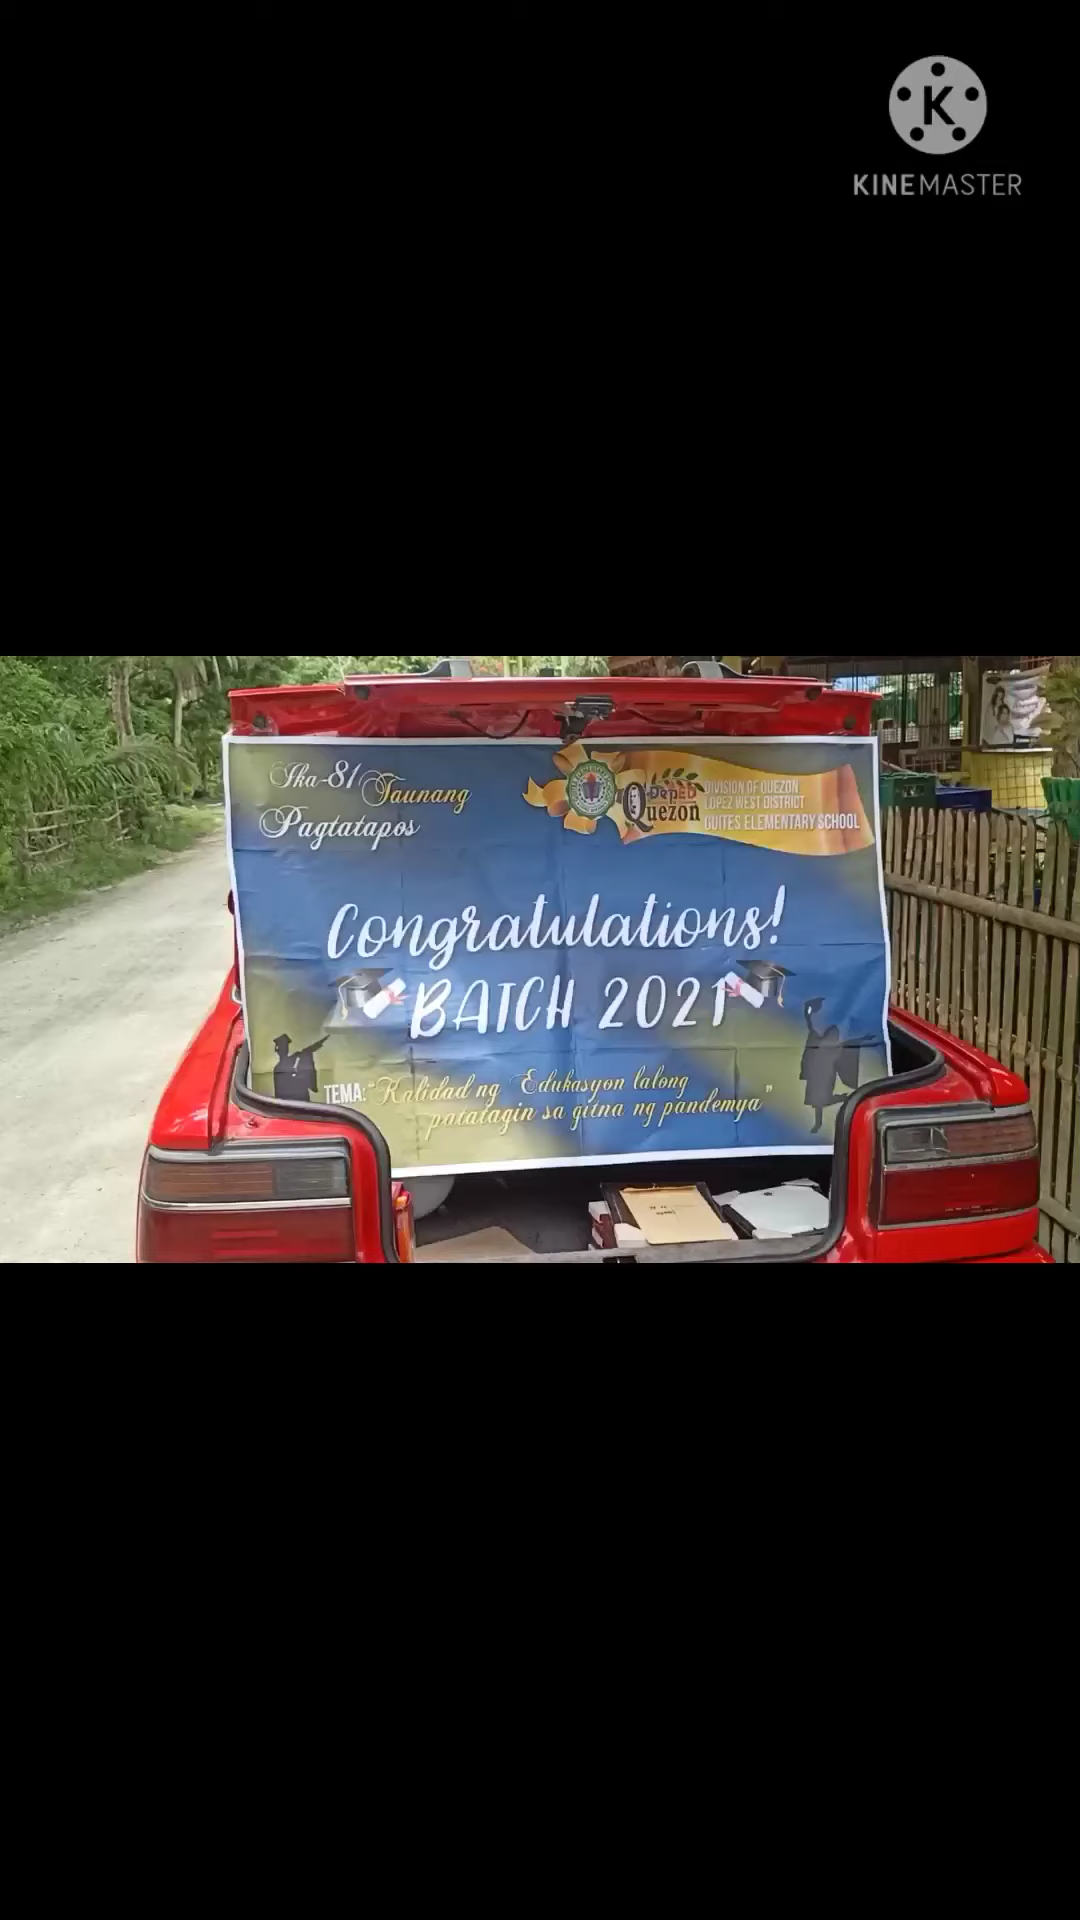 K
KINEMASTER
Ika-81 Taunang
Pagtatapos
DepED
Quezon
DIVISION OF QUEZON
LOPEZ WEST DISTRICT
GUITES ELEMENTARY SCHOOL
Congratulations!
BATCH 2021
TEMA: "Kalidad ng Edukasyon lalong
patatagin sa gitna ng pandemya"